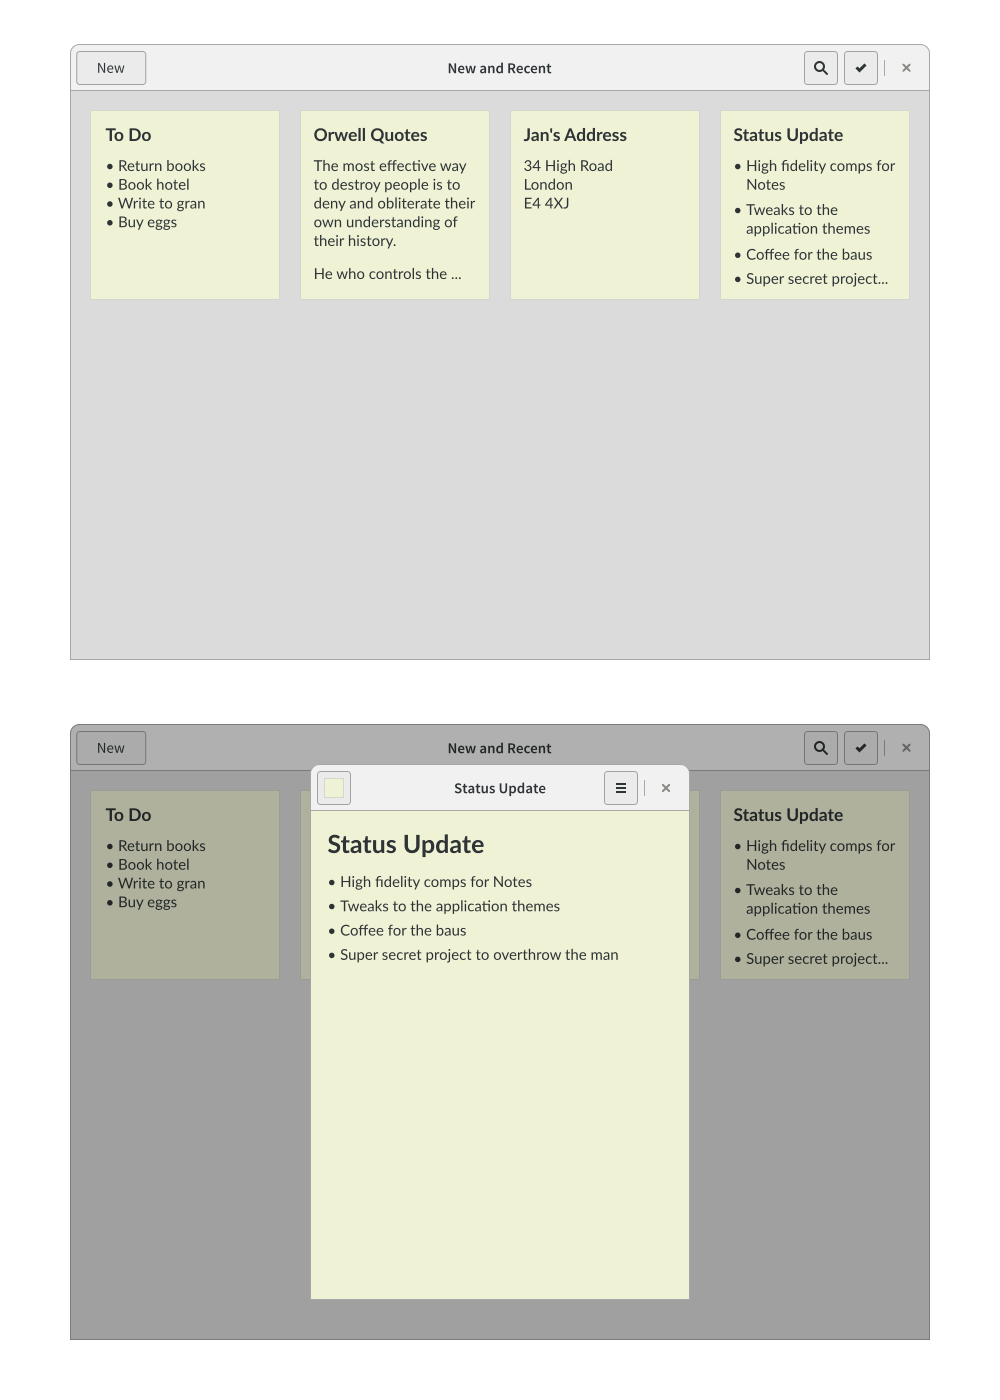 New
New and Recent
To Do
• Return books
• Book hotel
• Write to gran
• Buy eggs
Orwell Quotes
The most effective way
to destroy people is to
deny and obliterate their
own understanding of
their history.
He who controls the ...
Jan's Address
34 High Road
London
E4 4XJ
Status Update
• High fidelity comps for
Notes
• Tweaks to the
application themes
• Coffee for the baus
• Super secret project...
New
New and Recent
To Do
• Return books
• Book hotel
• Write to gran
• Buy eggs
Status Update
Status Update
• High fidelity comps for Notes
• Tweaks to the application themes
• Coffee for the baus
• Super secret project to overthrow the man
Status Update
• High fidelity comps for
Notes
• Tweaks to the
application themes
• Coffee for the baus
• Super secret project...